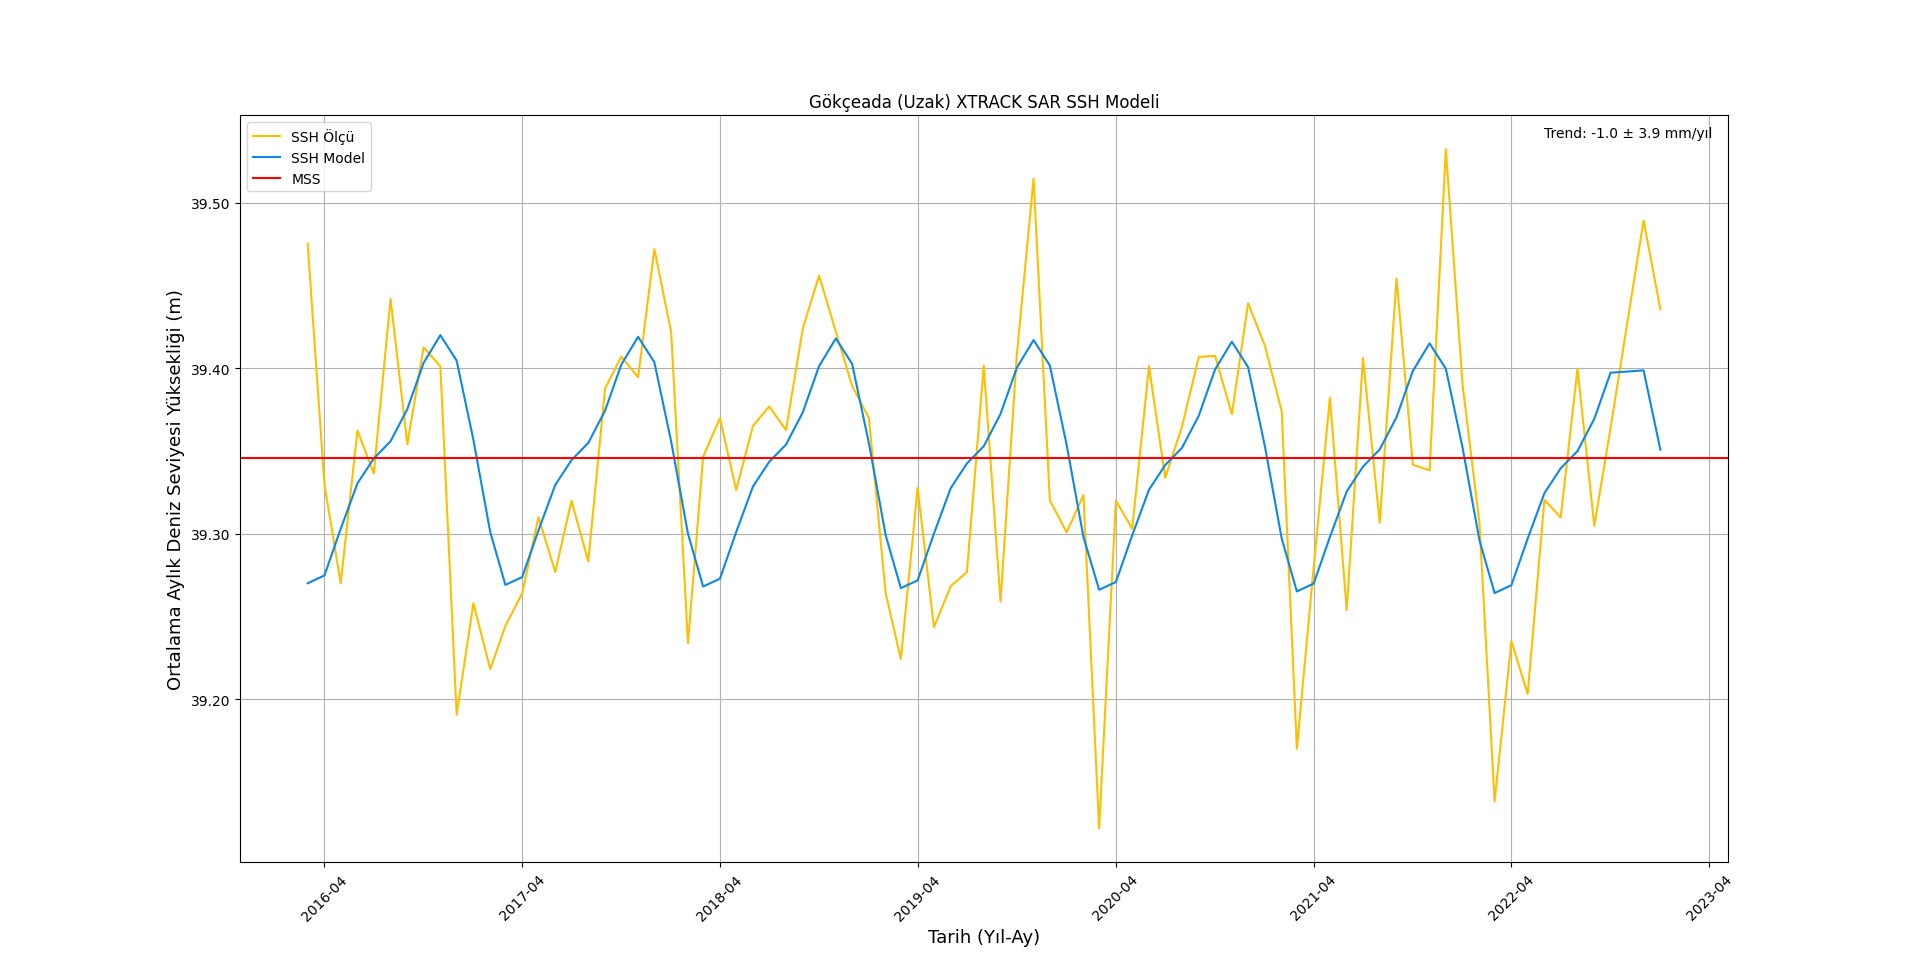 Gökçeada (Uzak) XTRACK SAR SSH Modeli
SSH Ölçü
SSH Model
MSS
Trend: -1.0 ± 3.9 mm/yıl
Ortalama Aylık Deniz Seviyesi Yüksekliği (m)
39.50
39.40
39.30
39.20
2016-04
2017-04
2018-04
2019-04
2020-04
2021-04
2022-04
2023-04
Tarih (Yıl-Ay)